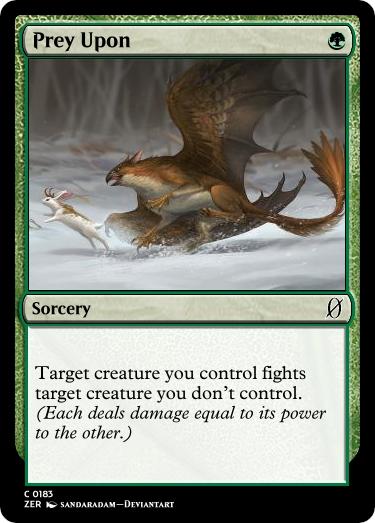 Prey Upon
Sorcery
Target creature you control fights
target creature you don't control.
(Each deals damage equal to its power
to the other.)
C 0183
ZER SANDARADAM—DEVIANTART